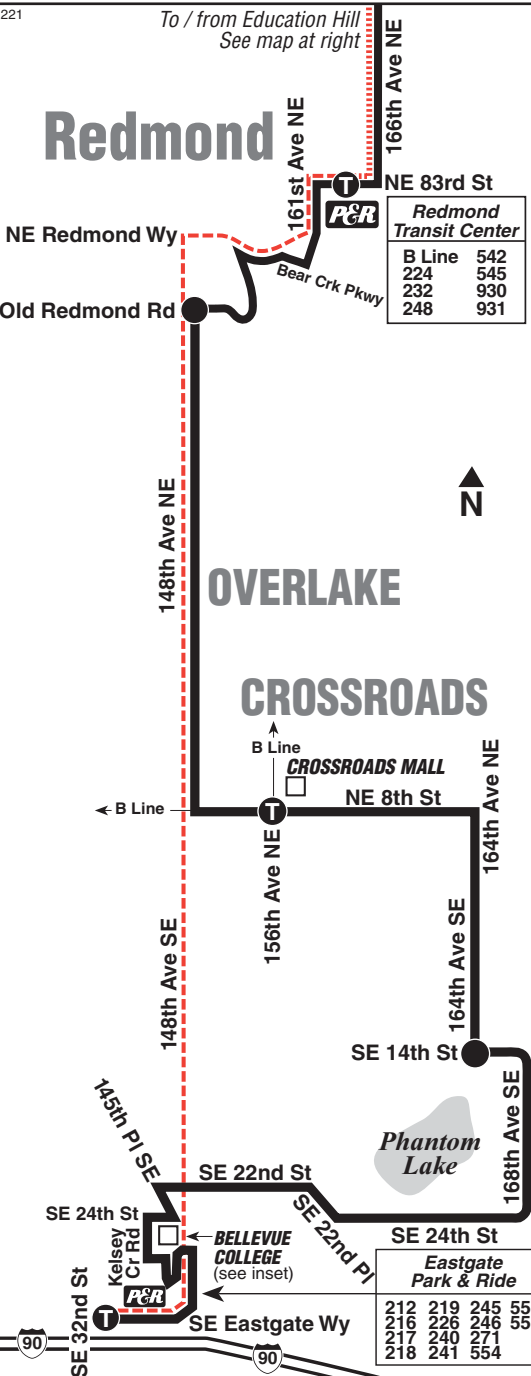 221
To / from Education Hill
See map at right
166th Ave NE
161st Ave NE
Redmond
T
NE 83rd St
P&R
NE Redmond Wy
Bear Crk Pkwy
Redmond
Transit Center
B Line 542
224 545
232 930
248 931
Old Redmond Rd
N
148th Ave NE
OVERLAKE
CROSSROADS
B Line
CROSSROADS MALL
NE 8th St
B Line
T
164th Ave NE
156th Ave NE
148th Ave SE
164th Ave SE
SE 14th St
145th Pl SE
Phantom
Lake
168th Ave SE
SE 22nd St
SE 24th St
SE 22nd Pl
SE 24th St
Kelsey
Cr Rd
BELLEVUE
COLLEGE
(see inset)
P&R
Eastgate
Park & Ride
212 219 245
216 226 246
217 240 271
218 241 554
T
SE Eastgate Wy
SE 32nd St
90
90